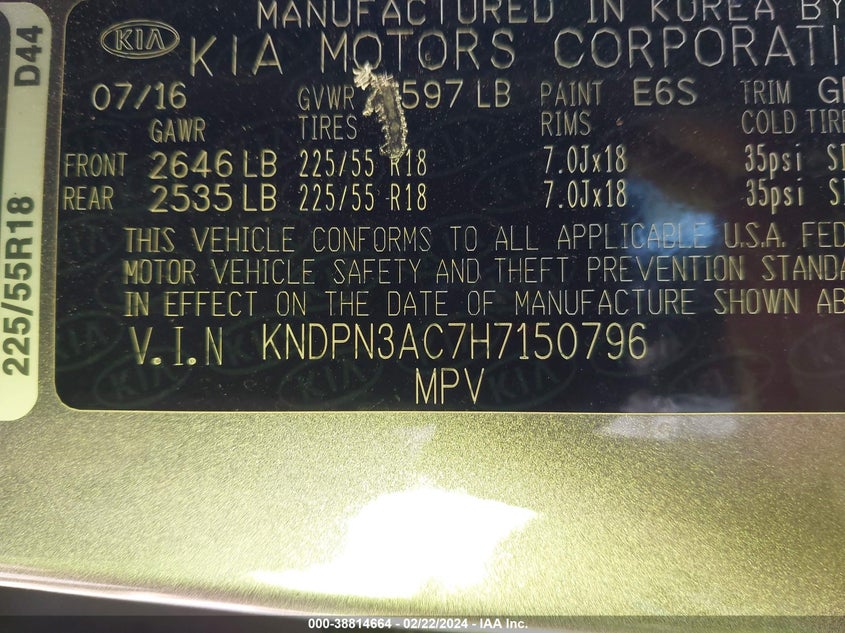 MANUFACTURED IN KOREA BY
KIA KIA MOTORS CORPORATI
07/16 GVWR 597 LB PAINT E6S TRIM
GAWR TIRES RIMS COLD TIRE
FRONT 2646 LB 225/55 R18 7.0Jx18 35psi
REAR 2535 LB 225/55 R18 7.0Jx18 35psi
THIS VEHICLE CONFORMS TO ALL APPLICABLE U.S.A. FED
MOTOR VEHICLE SAFETY AND THEFT PREVENTION STANDA
IN EFFECT ON THE DATE OF MANUFACTURE SHOWN AB
V.I.N KNDPN3AC7H7150796
MPV
225/55R18 D44
000-38814664 - 02/22/2024 - IAA Inc.